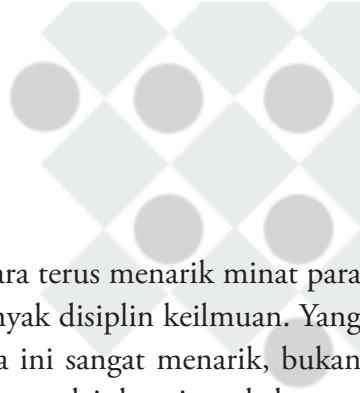 ara terus menarik minat para
nyak disiplin keilmuan. Yang
a ini sangat menarik, bukan